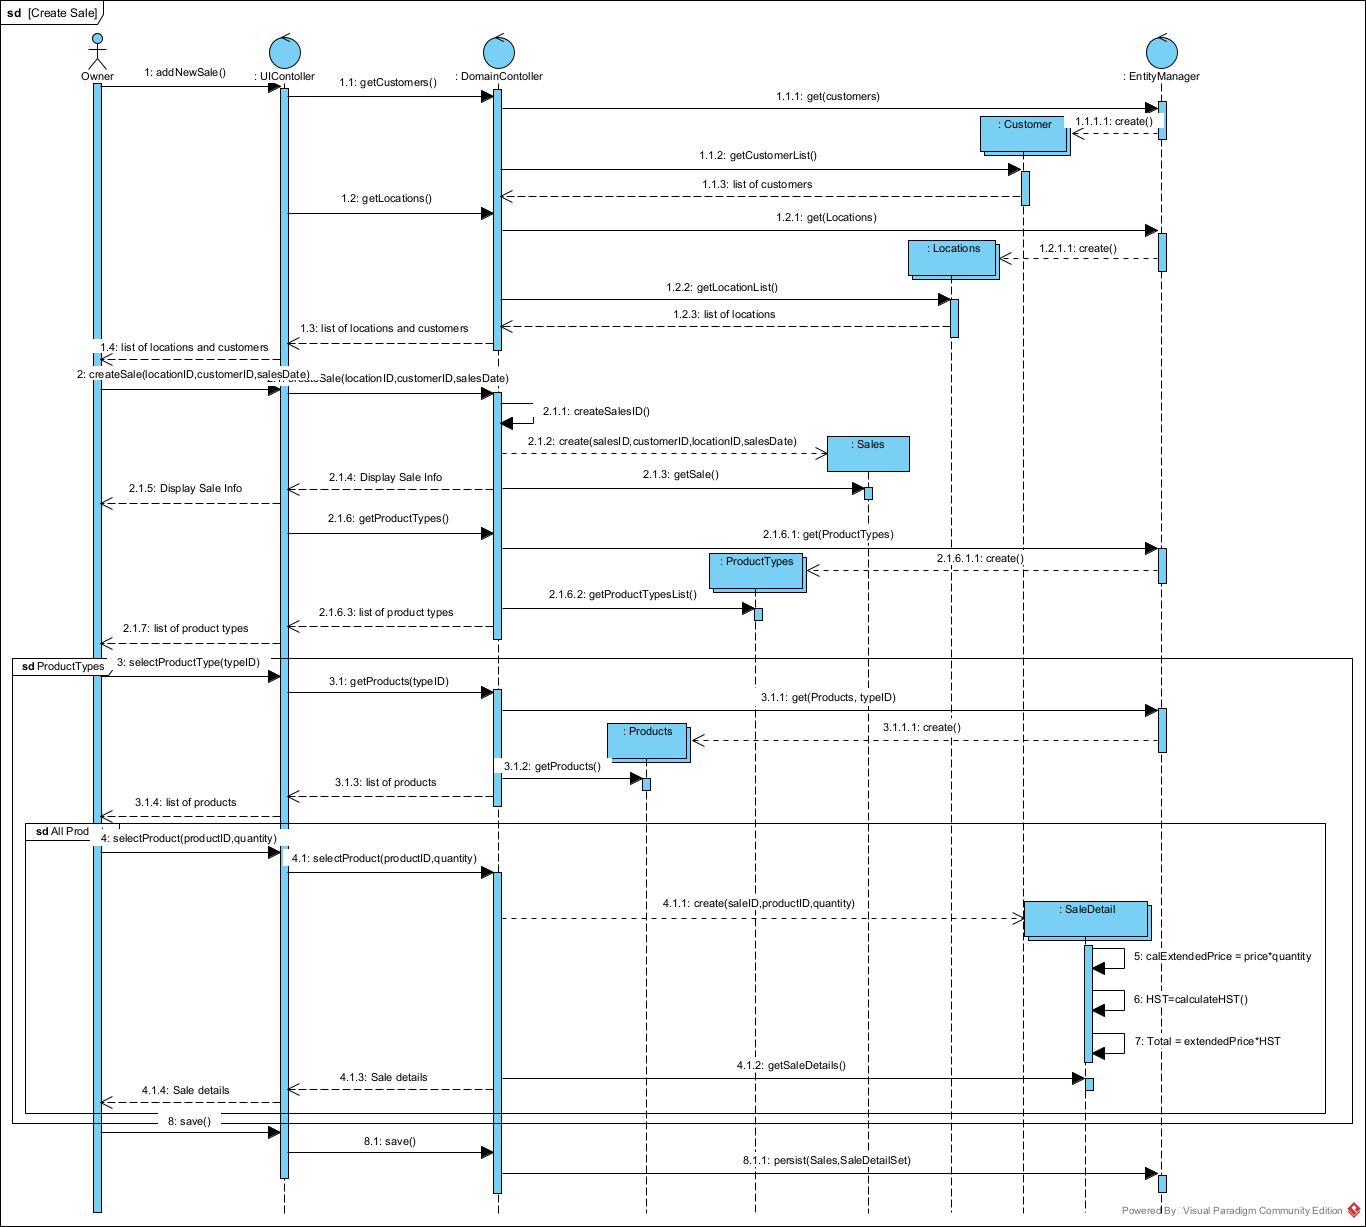 sd [Create Sale]
Owner
: UIContoller
: DomainContoller
: EntityManager
1: addNewSale()
1.1: getCustomers()
1.1.1: get(customers)
: Customer
1.1.1.1: create()
1.1.2: getCustomerList()
1.1.3: list of customers
1.2: getLocations()
1.2.1: get(Locations)
: Locations
1.2.1.1: create()
1.2.2: getLocationList()
1.2.3: list of locations
1.3: list of locations and customers
1.4: list of locations and customers
2: createSale(locationID,customerID,salesDate)
2.1: createSale(locationID,customerID,salesDate)
2.1.1: createSalesID()
2.1.2: create(salesID,customerID,locationID,salesDate)
: Sales
2.1.3: getSale()
2.1.4: Display Sale Info
2.1.5: Display Sale Info
2.1.6: getProductTypes()
2.1.6.1: get(ProductTypes)
: ProductTypes
2.1.6.1.1: create()
2.1.6.2: getProductTypesList()
2.1.6.3: list of product types
2.1.7: list of product types
sd ProductTypes
3: selectProductType(typeID)
3.1: getProducts(typeID)
3.1.1: get(Products, typeID)
: Products
3.1.1.1: create()
3.1.2: getProducts()
3.1.3: list of products
3.1.4: list of products
sd All Prod
4: selectProduct(productID,quantity)
4.1: selectProduct(productID,quantity)
4.1.1: create(saleID,productID,quantity)
: SaleDetail
5: calExtendedPrice = price*quantity
6: HST=calculateHST()
7: Total = extendedPrice*HST
4.1.2: getSaleDetails()
4.1.3: Sale details
4.1.4: Sale details
8: save()
8.1: save()
8.1.1: persist(Sales,SaleDetailSet)
Powered By Visual Paradigm Community Edition